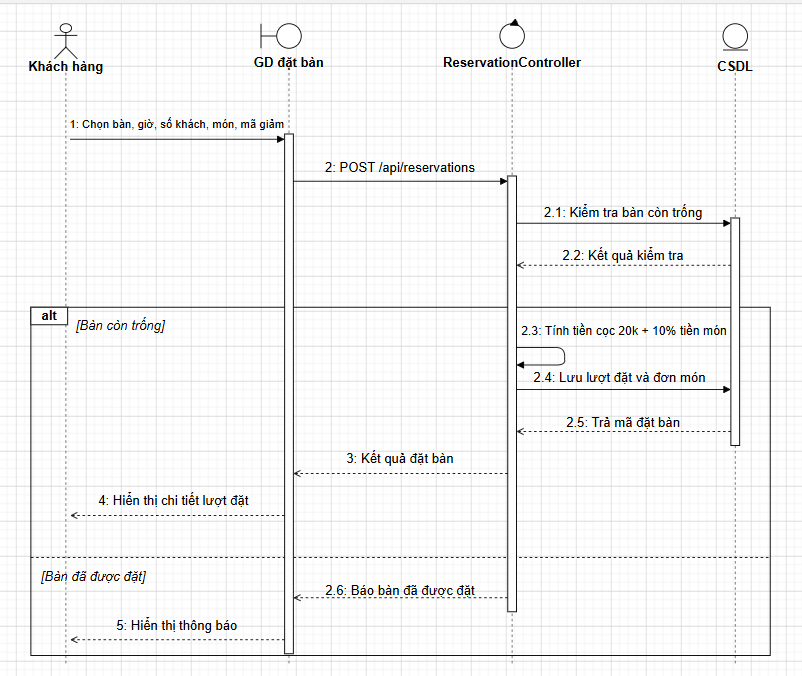 Khách hàng
GD đặt bàn
ReservationController
CSDL
1: Chọn bàn, giờ, số khách, món, mã giảm
2: POST /api/reservations
2.1: Kiểm tra bàn còn trống
2.2: Kết quả kiểm tra
alt
[Bàn còn trống]
2.3: Tính tiền cọc 20k + 10% tiền món
2.4: Lưu lượt đặt và đơn món
2.5: Trả mã đặt bàn
3: Kết quả đặt bàn
4: Hiển thị chi tiết lượt đặt
[Bàn đã được đặt]
2.6: Báo bàn đã được đặt
5: Hiển thị thông báo